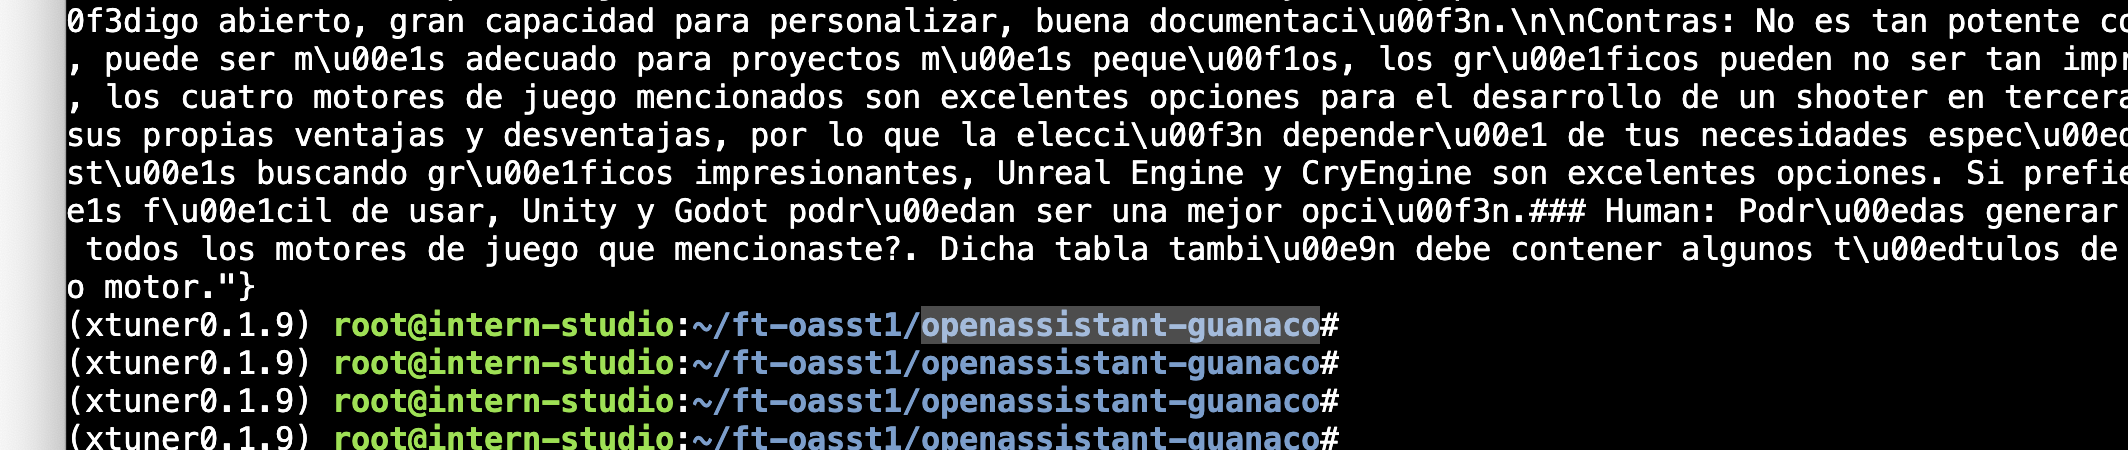 0f3digo abierto, gran capacidad para personalizar, buena documentaci\u00f3n.\n\nContras: No es tan potente co
, puede ser m\u00e1s adecuado para proyectos m\u00e1s peque\u00f1os, los gr\u00e1ficos pueden no ser tan impr
, los cuatro motores de juego mencionados son excelentes opciones para el desarrollo de un shooter en tercera
sus propias ventajas y desventajas, por lo que la elecci\u00f3n depender\u00e1 de tus necesidades espec\u00ed
st\u00e1s buscando gr\u00e1ficos impresionantes, Unreal Engine y CryEngine son excelentes opciones. Si prefie
e1s f\u00e1cil de usar, Unity y Godot podr\u00edan ser una mejor opci\u00f3n.### Human: Podr\u00edas generar
todos los motores de juego que mencionaste?. Dicha tabla tambi\u00e9n debe contener algunos t\u00edtulos de
o motor."}
(xtuner0.1.9) root@intern-studio:~/ft-oasst1/openassistant-guanaco#
(xtuner0.1.9) root@intern-studio:~/ft-oasst1/openassistant-guanaco#
(xtuner0.1.9) root@intern-studio:~/ft-oasst1/openassistant-guanaco#
(xtuner0.1.9) root@intern-studio:~/ft-oasst1/openassistant-guanaco#